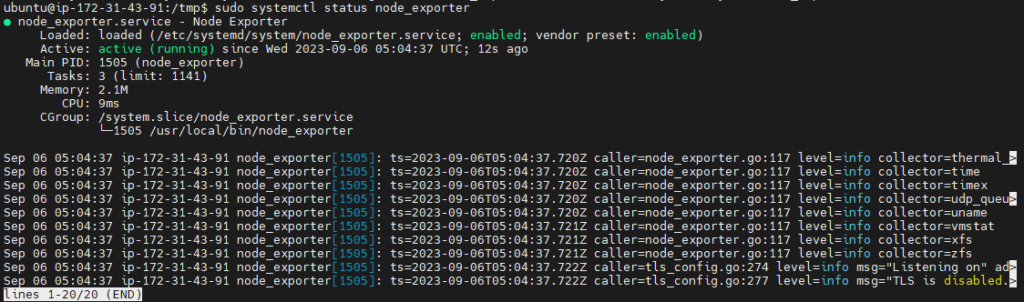 ubuntu@ip-172-31-43-91:/tmp$ sudo systemctl status node_exporter
● node_exporter.service - Node Exporter
Loaded: loaded (/etc/systemd/system/node_exporter.service; enabled; vendor preset: enabled)
Active: active (running) since Wed 2023-09-06 05:04:37 UTC; 12s ago
Main PID: 1505 (node_exporter)
Tasks: 3 (limit: 1141)
Memory: 2.1M
CPU: 9ms
CGroup: /system.slice/node_exporter.service
└─1505 /usr/local/bin/node_exporter
Sep 06 05:04:37 ip-172-31-43-91 node_exporter[1505]: ts=2023-09-06T05:04:37.720Z caller=node_exporter.go:117 level=info collector=thermal_>
Sep 06 05:04:37 ip-172-31-43-91 node_exporter[1505]: ts=2023-09-06T05:04:37.720Z caller=node_exporter.go:117 level=info collector=time
Sep 06 05:04:37 ip-172-31-43-91 node_exporter[1505]: ts=2023-09-06T05:04:37.720Z caller=node_exporter.go:117 level=info collector=timex
Sep 06 05:04:37 ip-172-31-43-91 node_exporter[1505]: ts=2023-09-06T05:04:37.720Z caller=node_exporter.go:117 level=info collector=udp_queu>
Sep 06 05:04:37 ip-172-31-43-91 node_exporter[1505]: ts=2023-09-06T05:04:37.720Z caller=node_exporter.go:117 level=info collector=uname
Sep 06 05:04:37 ip-172-31-43-91 node_exporter[1505]: ts=2023-09-06T05:04:37.721Z caller=node_exporter.go:117 level=info collector=vmstat
Sep 06 05:04:37 ip-172-31-43-91 node_exporter[1505]: ts=2023-09-06T05:04:37.721Z caller=node_exporter.go:117 level=info collector=xfs
Sep 06 05:04:37 ip-172-31-43-91 node_exporter[1505]: ts=2023-09-06T05:04:37.721Z caller=node_exporter.go:117 level=info collector=zfs
Sep 06 05:04:37 ip-172-31-43-91 node_exporter[1505]: ts=2023-09-06T05:04:37.722Z caller=tls_config.go:274 level=info msg="Listening on" ad>
Sep 06 05:04:37 ip-172-31-43-91 node_exporter[1505]: ts=2023-09-06T05:04:37.722Z caller=tls_config.go:277 level=info msg="TLS is disabled.>
lines 1-20/20 (END)